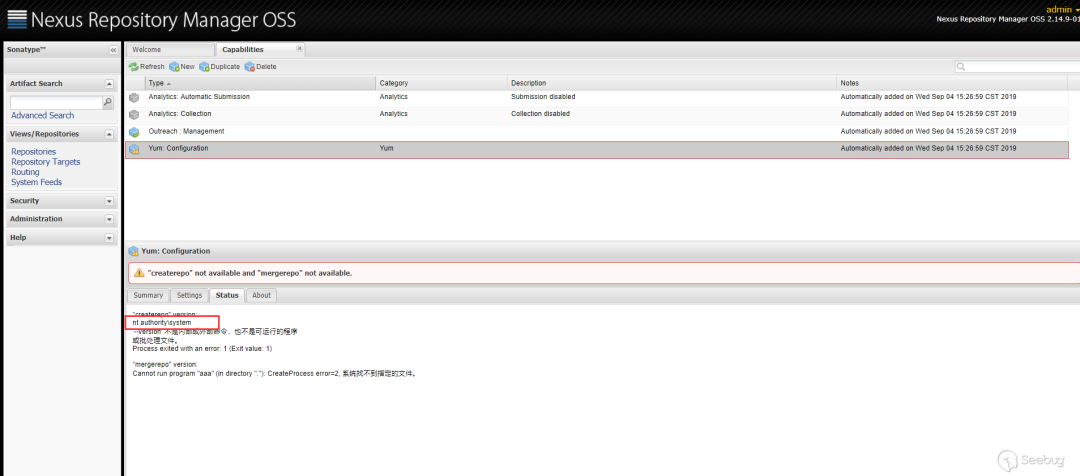 Nexus Repository Manager OSS
admin
Nexus Repository Manager OSS 2.14.9-01
Sonatype™
Welcome
Capabilities
Refresh New Duplicate Delete
Artifact Search
Advanced Search
Views/Repositories
Repositories
Repository Targets
Routing
System Feeds
Security
Administration
Help
Type Category Description Notes
Analytics: Automatic Submission Analytics Submission disabled Automatically added on Wed Sep 04 15:26:59 CST 2019
Analytics: Collection Analytics Collection disabled Automatically added on Wed Sep 04 15:26:59 CST 2019
Outreach : Management Automatically added on Wed Sep 04 15:26:59 CST 2019
Yum: Configuration Yum Automatically added on Wed Sep 04 15:26:59 CST 2019
Yum: Configuration
"createrepo" not available and "mergerepo" not available.
Summary Settings Status About
"createrepo" version:
nt authority\system
'--version' 不是内部或外部命令，也不是可运行的程序
或批处理文件。
Process exited with an error: 1 (Exit value: 1)
"mergerepo" version:
Cannot run program "aaa" (in directory "."): CreateProcess error=2, 系统找不到指定的文件。
Seebug